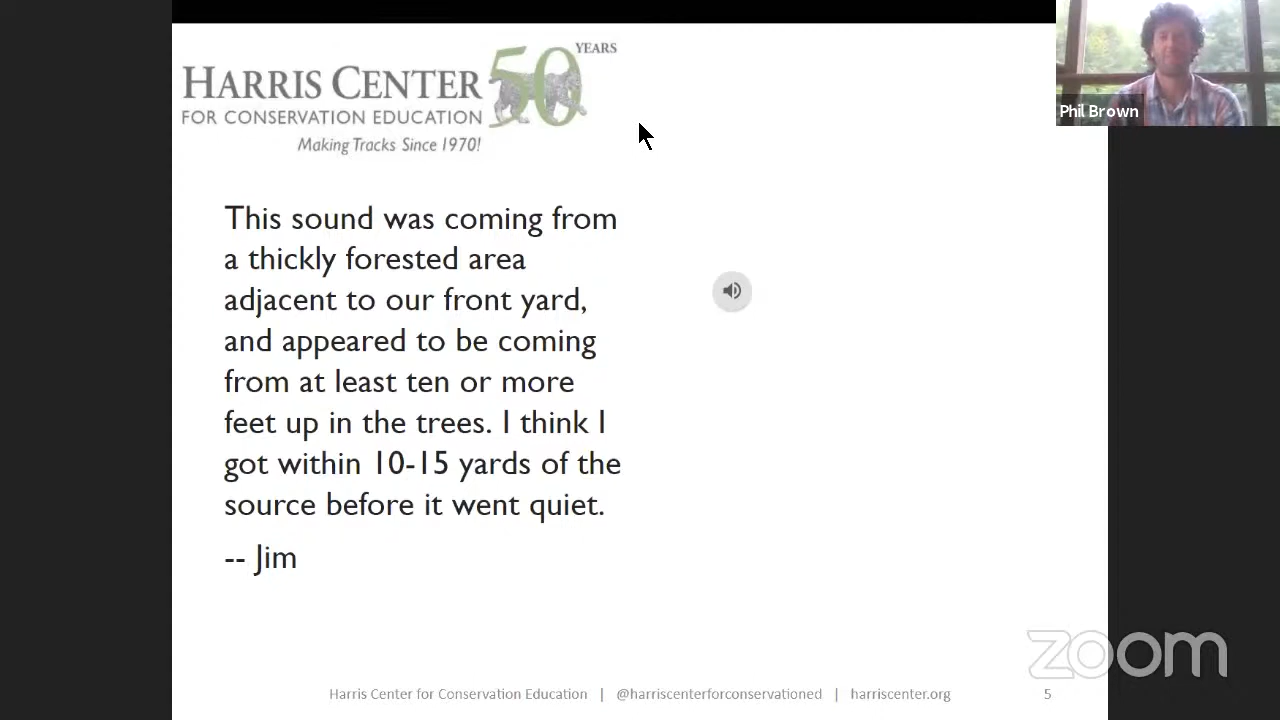 50 YEARS
HARRIS CENTER
FOR CONSERVATION EDUCATION
Making Tracks Since 1970!
Phil Brown
This sound was coming from
a thickly forested area
adjacent to our front yard,
and appeared to be coming
from at least ten or more
feet up in the trees. I think I
got within 10-15 yards of the
source before it went quiet.
-- Jim
zoom
Harris Center for Conservation Education | @harriscenterforconservationed | harriscenter.org 5